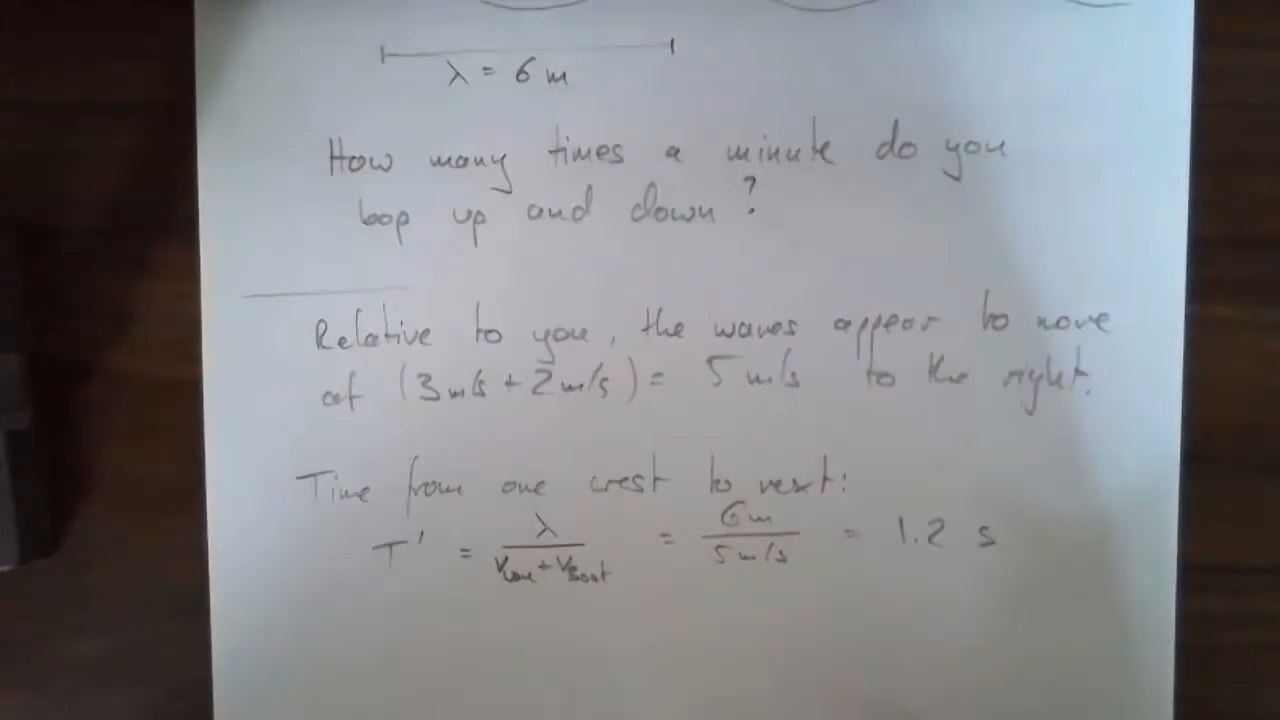 λ = 6 m
How many times a minute do you
bop up and down ?
Relative to you, the waves appear to move
at (3 m/s + 2 m/s) = 5 m/s to the right.
Time from one crest to next:
T' = λ / (v_wave + v_Boat) = 6 m / 5 m/s = 1.2 s